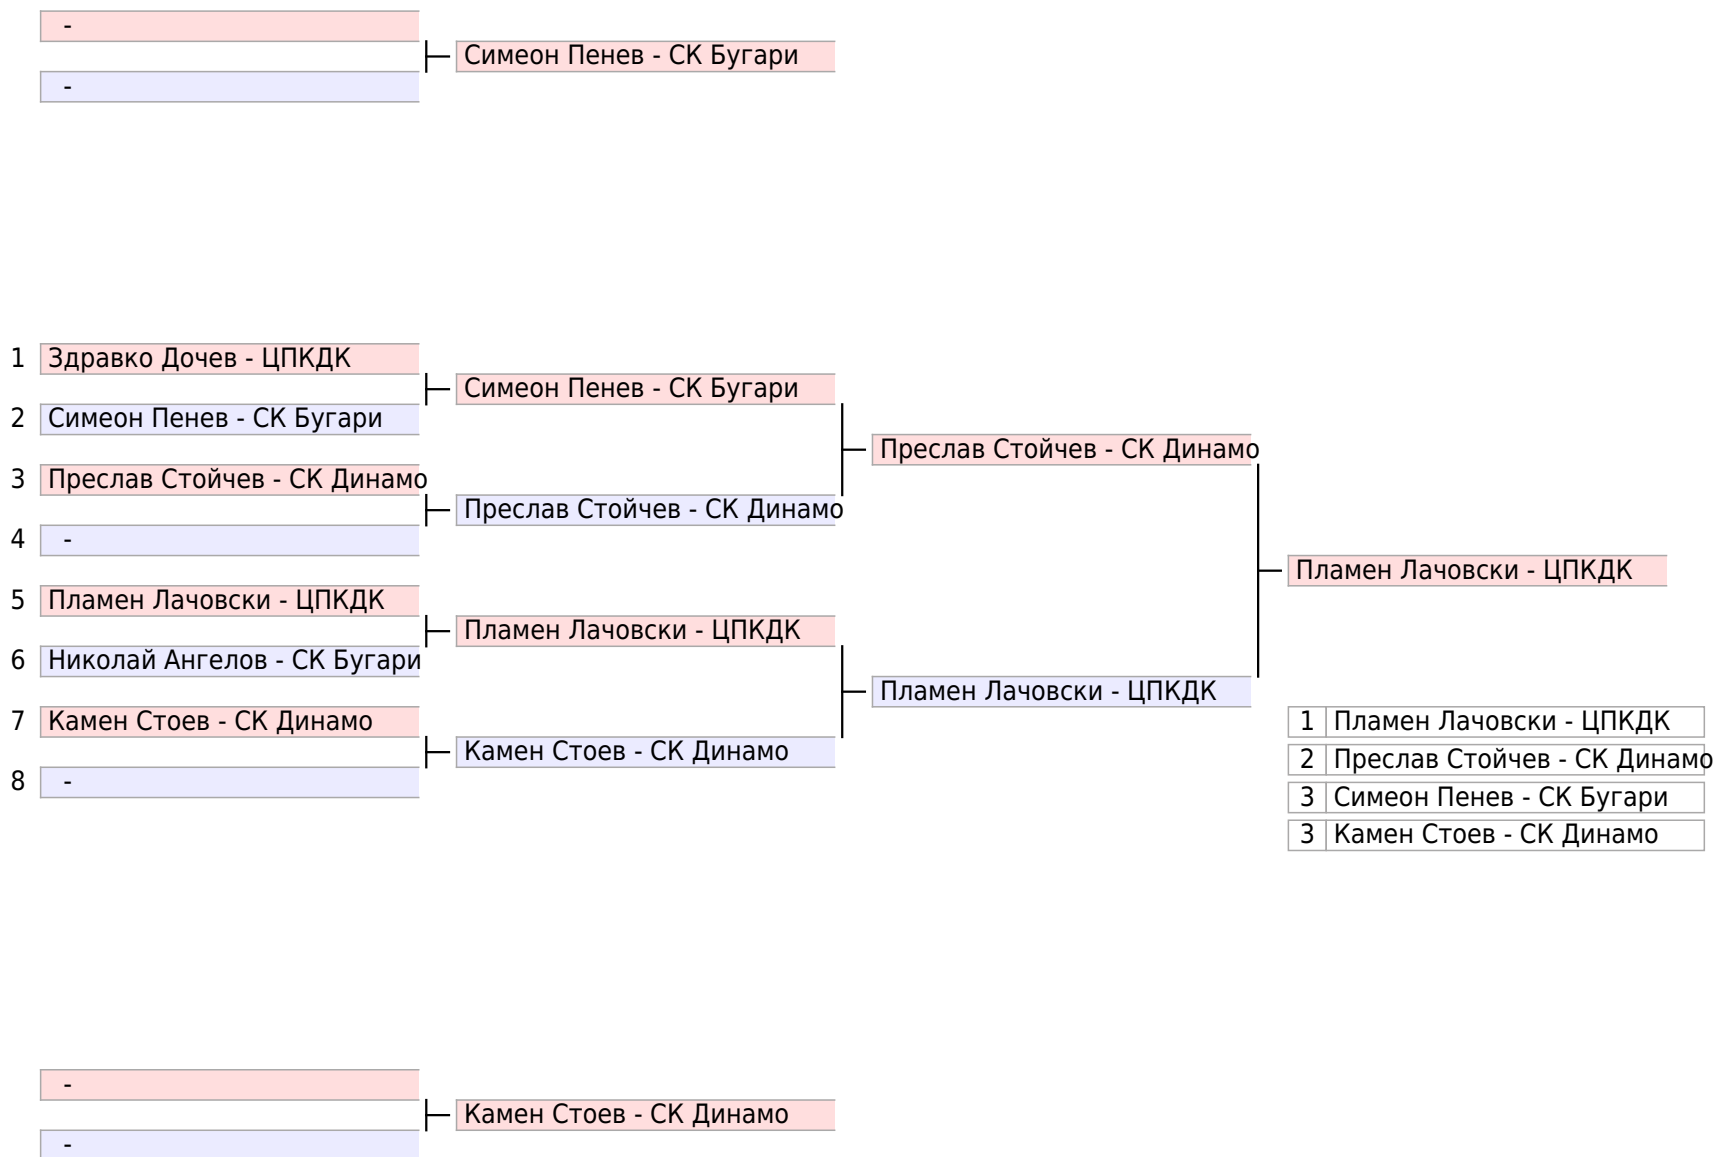 -
Симеон Пенев - СК Бугари
-
1 Здравко Дочев - ЦПКДК
Симеон Пенев - СК Бугари
2 Симеон Пенев - СК Бугари
Преслав Стойчев - СК Динамо
3 Преслав Стойчев - СК Динамо
Преслав Стойчев - СК Динамо
4 -
Пламен Лачовски - ЦПКДК
5 Пламен Лачовски - ЦПКДК
Пламен Лачовски - ЦПКДК
6 Николай Ангелов - СК Бугари
Пламен Лачовски - ЦПКДК
7 Камен Стоев - СК Динамо
Камен Стоев - СК Динамо
8 -
1 Пламен Лачовски - ЦПКДК
2 Преслав Стойчев - СК Динамо
3 Симеон Пенев - СК Бугари
3 Камен Стоев - СК Динамо
-
Камен Стоев - СК Динамо
-